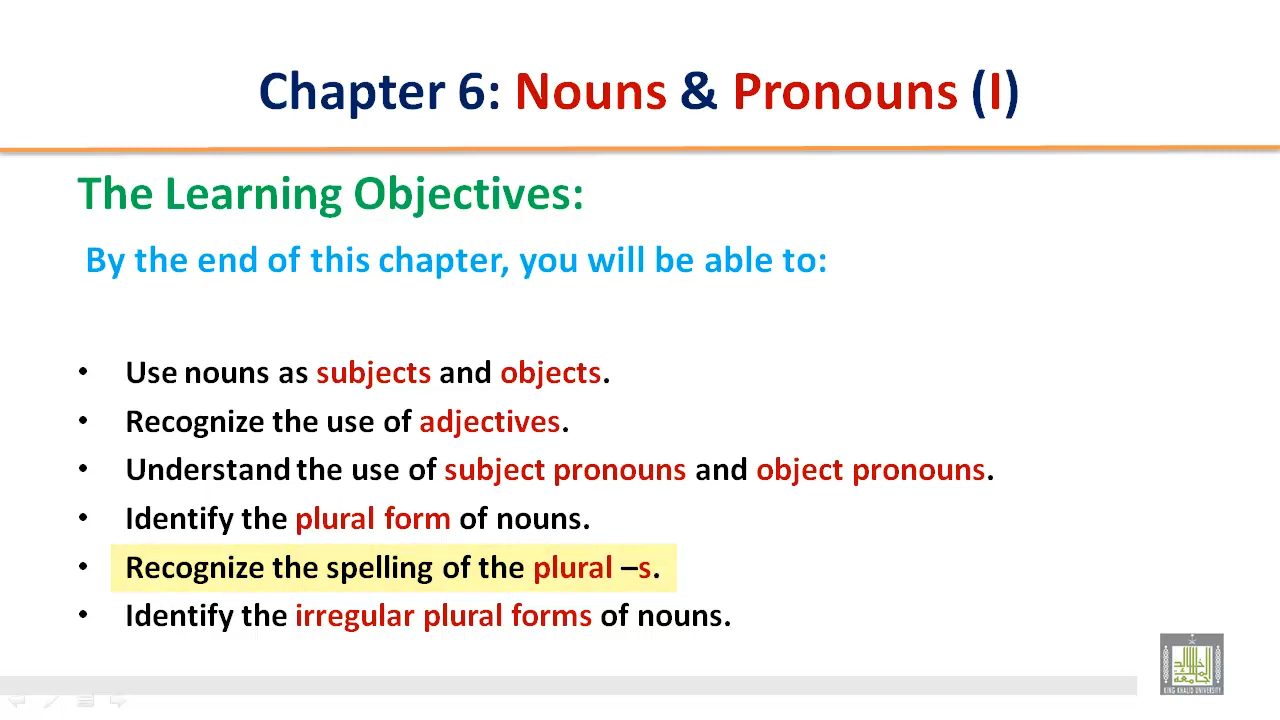 Chapter 6: Nouns & Pronouns (I)
The Learning Objectives:
By the end of this chapter, you will be able to:
• Use nouns as subjects and objects.
• Recognize the use of adjectives.
• Understand the use of subject pronouns and object pronouns.
• Identify the plural form of nouns.
• Recognize the spelling of the plural –s.
• Identify the irregular plural forms of nouns.
KING KHALID UNIVERSITY